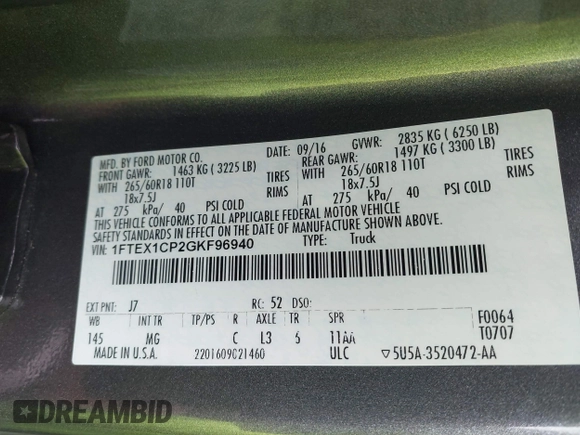 MFD. BY FORD MOTOR CO.
DATE: 09/16 GVWR: 2835 KG ( 6250 LB)
FRONT GAWR: 1463 KG ( 3225 LB) REAR GAWR: 1497 KG ( 3300 LB)
WITH 265/60R18 110T TIRES WITH 265/60R18 110T TIRES
18x7.5J RIMS 18x7.5J RIMS
AT 275 kPa/ 40 PSI COLD AT 275 kPa/ 40 PSI COLD
THIS VEHICLE CONFORMS TO ALL APPLICABLE FEDERAL MOTOR VEHICLE
SAFETY STANDARDS IN EFFECT ON THE DATE OF MANUFACTURE SHOWN ABOVE.
VIN: 1FTEX1CP2GKF96940 TYPE: Truck
EXT PNT: J7 RC: 52 DSO: F0064
WB INT TR TP/PS R AXLE TR SPR T0707
145 MG C L3 11AA
MADE IN U.S.A. 2201609021460 ULC ▽5U5A-3520472-AA
DREAMBID